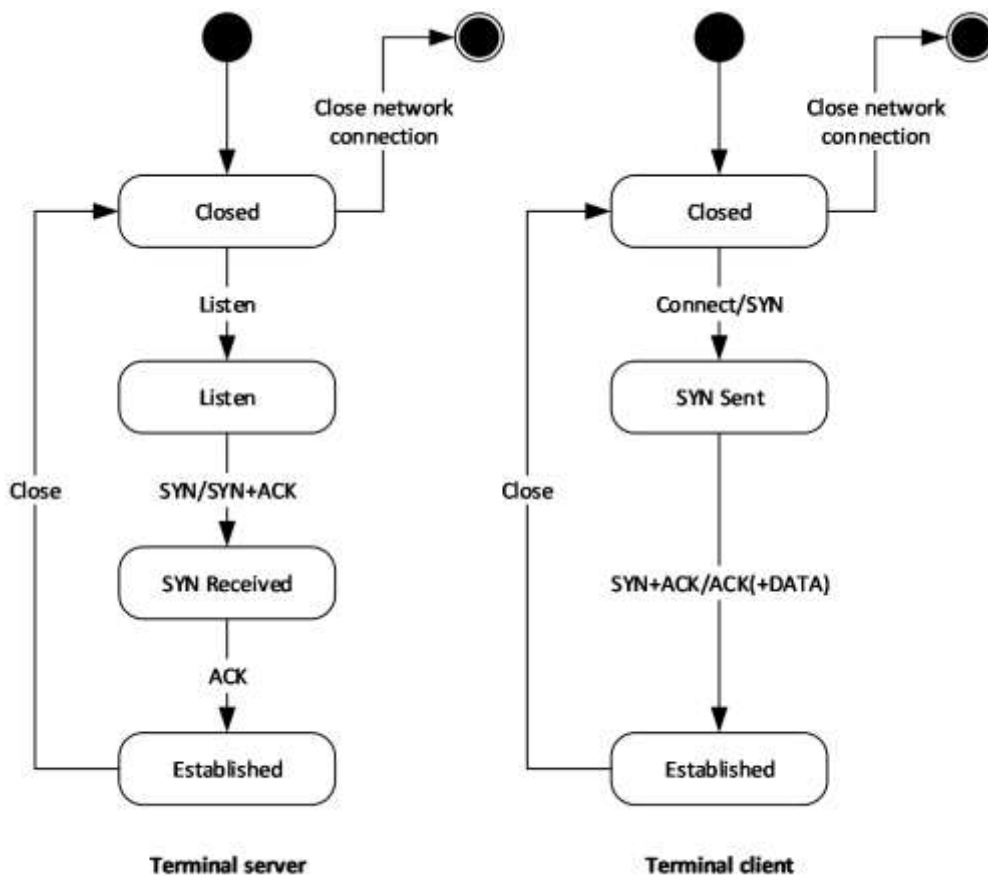 Close network
connection
Closed
Listen
Listen
Close
SYN/SYN+ACK
SYN Received
ACK
Established
Terminal server
Close network
connection
Closed
Connect/SYN
SYN Sent
Close
SYN+ACK/ACK(+DATA)
Established
Terminal client